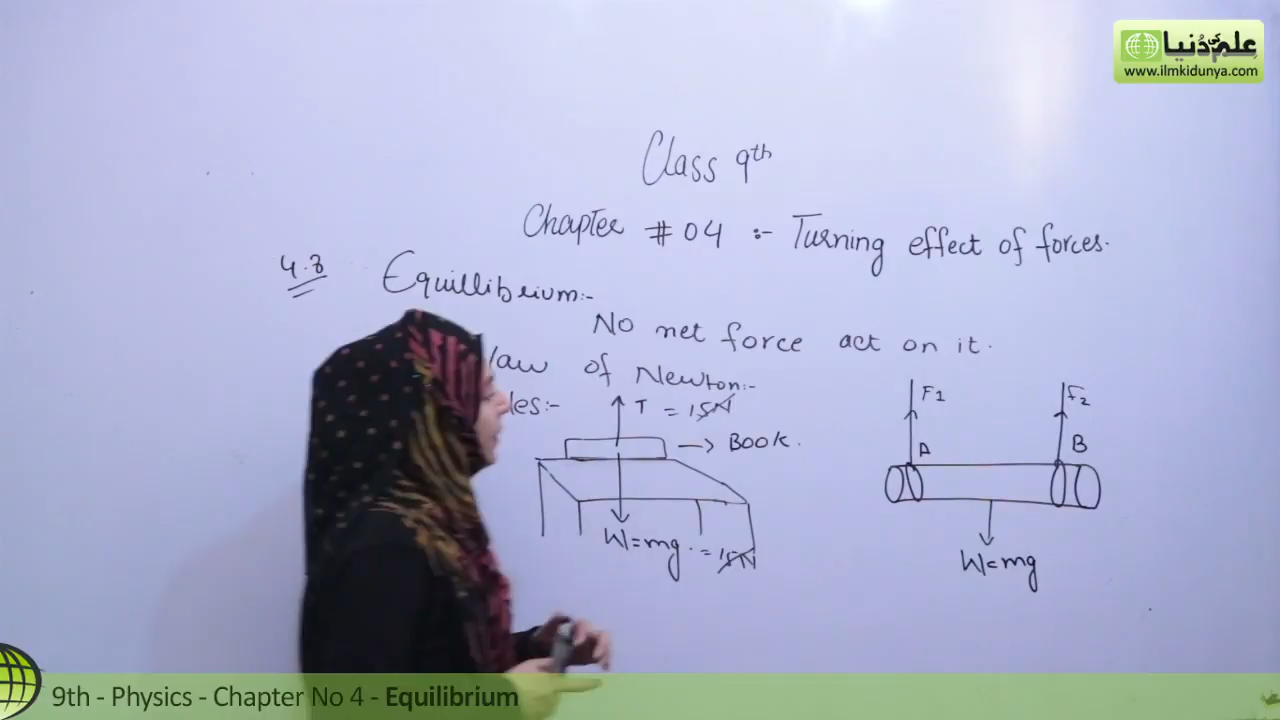 علم کی دنیا
www.ilmkidunya.com
Class 9th
Chapter # 04 :- Turning effect of forces.
4.8 Equillibrium:-
No net force act on it.
law of Newton:-
les:-
T = 15N
→ Book.
W=mg. = 15N
F1
F2
A
B
W=mg
9th - Physics - Chapter No 4 - Equilibrium